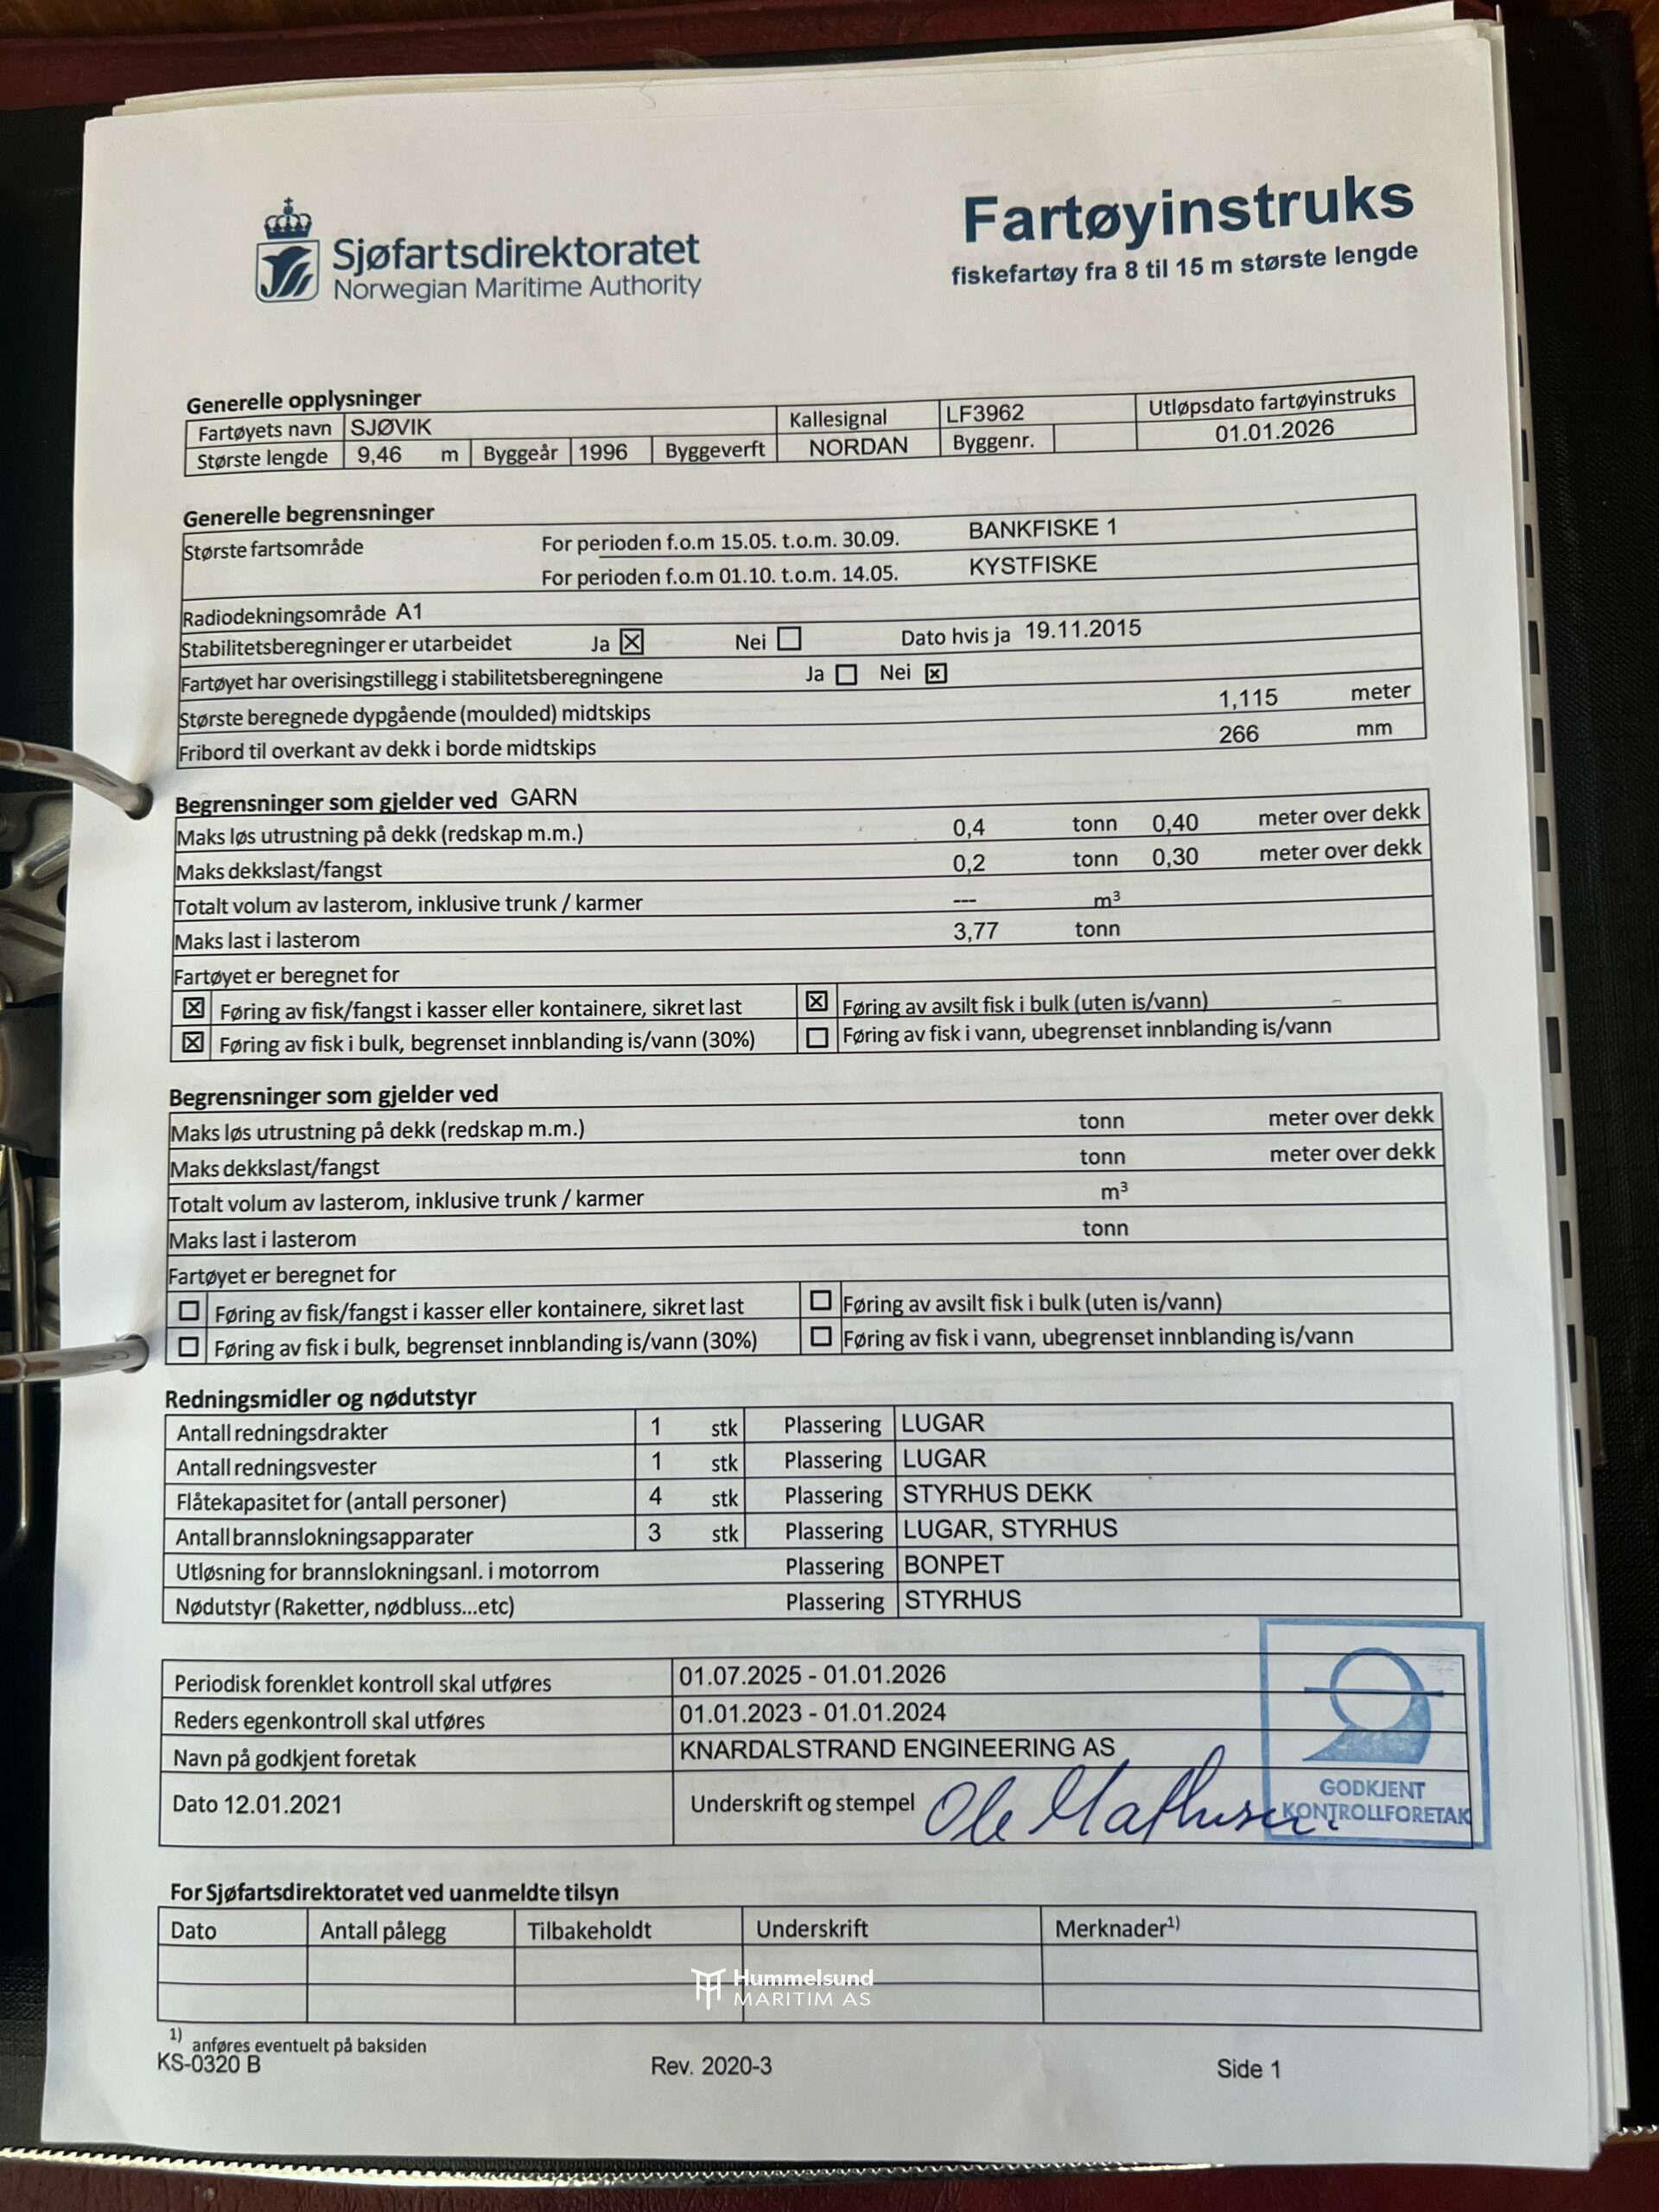 Sjøfartsdirektoratet
Norwegian Maritime Authority
Fartøyinstruks
fiskefartøy fra 8 til 15 m største lengde
Generelle opplysninger
Fartøyets navn SJØVIK Kallesignal LF3962 Utløpsdato fartøyinstruks
Største lengde 9,46 m Byggeår 1996 Byggeverft NORDAN Byggenr. 01.01.2026
Generelle begrensninger
Største fartsområde For perioden f.o.m 15.05. t.o.m. 30.09. BANKFISKE 1
For perioden f.o.m 01.10. t.o.m. 14.05. KYSTFISKE
Radiodekningsområde A1
Stabilitetsberegninger er utarbeidet Ja ☒ Nei ☐ Dato hvis ja 19.11.2015
Fartøyet har overisingstillegg i stabilitetsberegningene Ja ☐ Nei ☒
Største beregnede dypgående (moulded) midtskips 1,115 meter
Fribord til overkant av dekk i borde midtskips 266 mm
Begrensninger som gjelder ved GARN
Maks løs utrustning på dekk (redskap m.m.) 0,4 tonn 0,40 meter over dekk
Maks dekkslast/fangst 0,2 tonn 0,30 meter over dekk
Totalt volum av lasterom, inklusive trunk / karmer --- m³
Maks last i lasterom 3,77 tonn
Fartøyet er beregnet for
☒ Føring av fisk/fangst i kasser eller kontainere, sikret last ☒ Føring av avsilt fisk i bulk (uten is/vann)
☒ Føring av fisk i bulk, begrenset innblanding is/vann (30%) ☐ Føring av fisk i vann, ubegrenset innblanding is/vann
Begrensninger som gjelder ved
Maks løs utrustning på dekk (redskap m.m.) tonn meter over dekk
Maks dekkslast/fangst tonn meter over dekk
Totalt volum av lasterom, inklusive trunk / karmer m³
Maks last i lasterom tonn
Fartøyet er beregnet for
☐ Føring av fisk/fangst i kasser eller kontainere, sikret last ☐ Føring av avsilt fisk i bulk (uten is/vann)
☐ Føring av fisk i bulk, begrenset innblanding is/vann (30%) ☐ Føring av fisk i vann, ubegrenset innblanding is/vann
Redningsmidler og nødutstyr
Antall redningsdrakter 1 stk Plassering LUGAR
Antall redningsvester 1 stk Plassering LUGAR
Flåtekapasitet for (antall personer) 4 stk Plassering STYRHUS DEKK
Antall brannslokningsapparater 3 stk Plassering LUGAR, STYRHUS
Utløsning for brannslokningsanl. i motorrom Plassering BONPET
Nødutstyr (Raketter, nødbluss...etc) Plassering STYRHUS
Periodisk forenklet kontroll skal utføres 01.07.2025 - 01.01.2026
Reders egenkontroll skal utføres 01.01.2023 - 01.01.2024
Navn på godkjent foretak KNARDALSTRAND ENGINEERING AS
Dato 12.01.2021 Underskrift og stempel Ole Mathisen
GODKJENT
KONTROLLFORETAK
For Sjøfartsdirektoratet ved uanmeldte tilsyn
Dato Antall pålegg Tilbakeholdt Underskrift Merknader¹⁾
Hummelsund
MARITIM AS
1) anføres eventuelt på baksiden
KS-0320 B Rev. 2020-3 Side 1